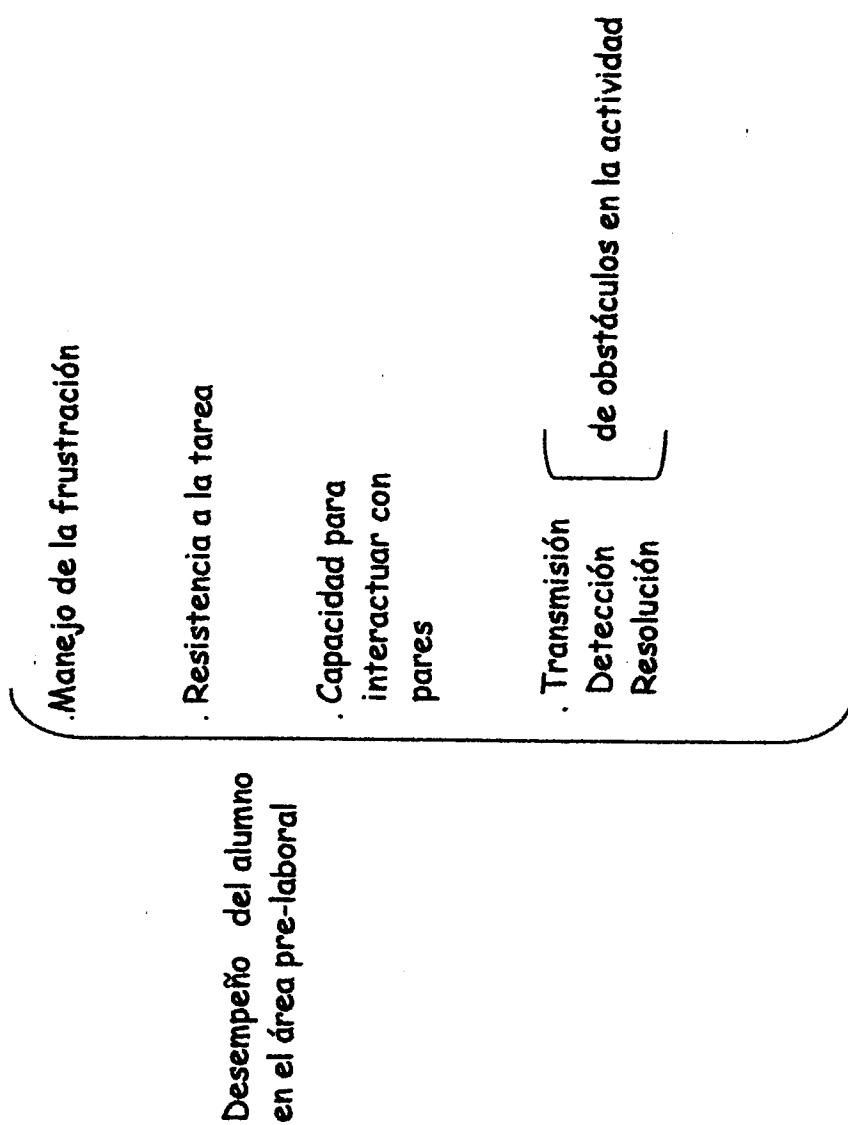 Desempeño del alumno
en el área pre-laboral
.Manejo de la frustración
. Resistencia a la tarea
. Capacidad para
interactuar con
pares
. Transmisión
Detección
Resolución
de obstáculos en la actividad